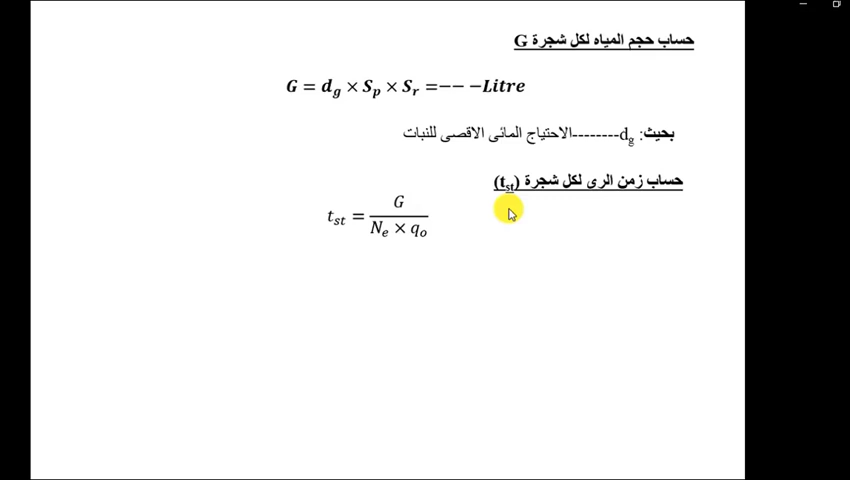 حساب حجم المياه لكل شجرة G
G = d_g × S_p × S_r =−− −Litre
بحيث: d_g--------الاحتياج المائى الاقصى للنبات
حساب زمن الرى لكل شجرة (t_st)
t_st = G / (N_e × q_o)